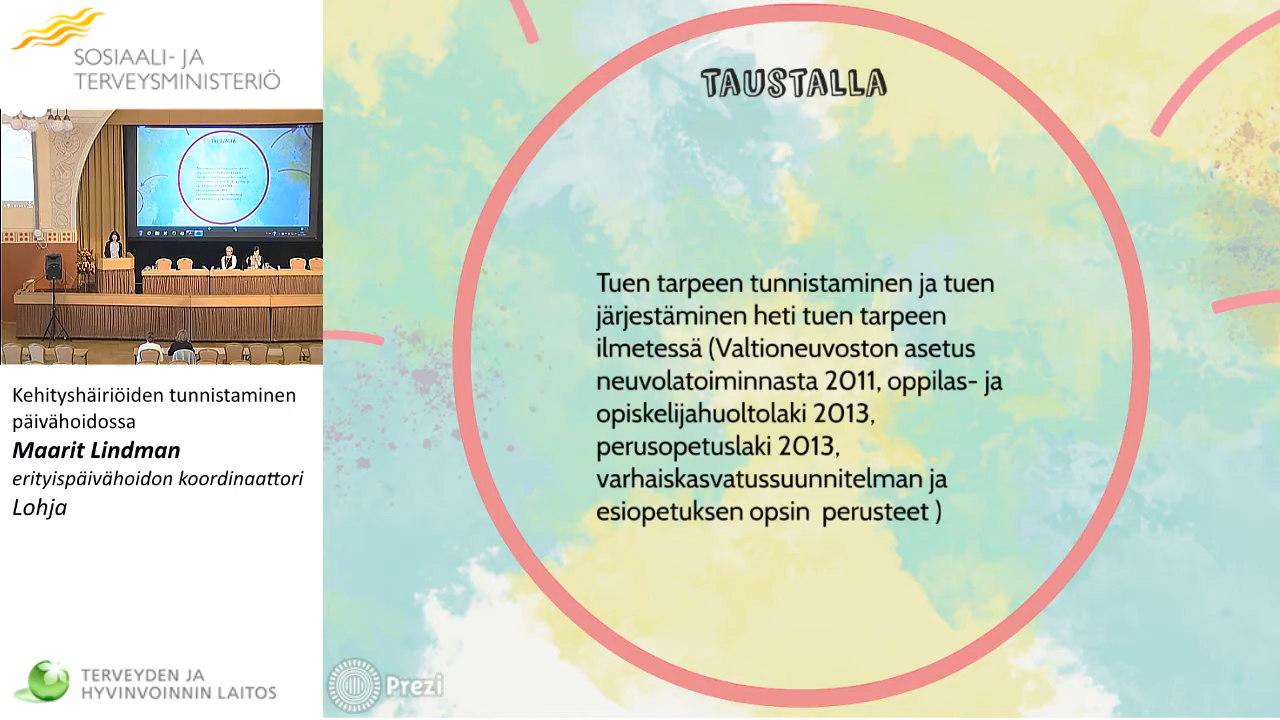 SOSIAALI- JA
TERVEYSMINISTERIÖ
Kehityshäiriöiden tunnistaminen
päivähoidossa
Maarit Lindman
erityispäivähoidon koordinaattori
Lohja
TERVEYDEN JA
HYVINVOINNIN LAITOS
TAUSTALLA
Tuen tarpeen tunnistaminen ja tuen
järjestäminen heti tuen tarpeen
ilmetessä (Valtioneuvoston asetus
neuvolatoiminnasta 2011, oppilas- ja
opiskelijahuoltolaki 2013,
perusopetuslaki 2013,
varhaiskasvatussuunnitelman ja
esiopetuksen opsin perusteet )
Prezi